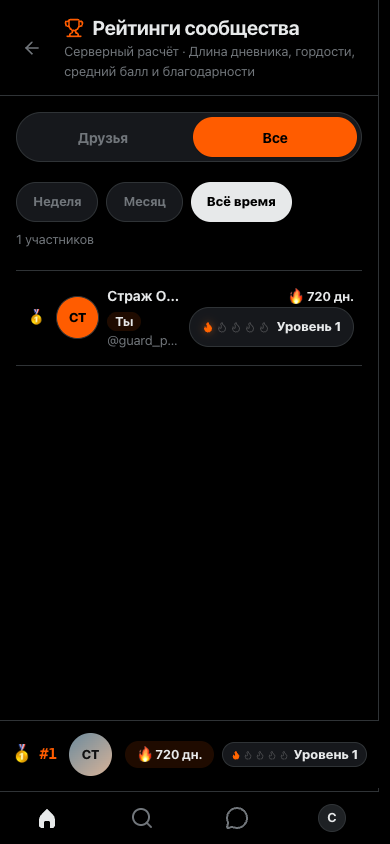 Рейтинги сообщества
Серверный расчёт · Длина дневника, гордости,
средний балл и благодарности
Друзья
Все
Неделя
Месяц
Всё время
1 участников
СТ
Страж О...
Ты
@guard_p...
720 дн.
Уровень 1
#1
СТ
720 дн.
Уровень 1
С